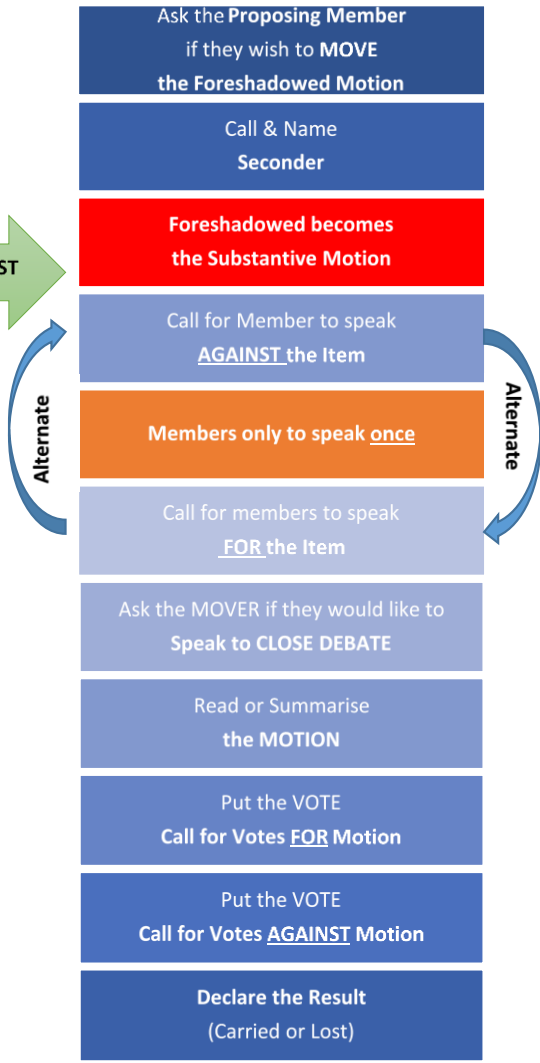 Ask the Proposing Member
if they wish to MOVE
the Foreshadowed Motion
Call & Name
Seconder
Foreshadowed becomes
the Substantive Motion
ST
Call for Member to speak
AGAINST the Item
Alternate
Alternate
Members only to speak once
Call for members to speak
FOR the Item
Ask the MOVER if they would like to
Speak to CLOSE DEBATE
Read or Summarise
the MOTION
Put the VOTE
Call for Votes FOR Motion
Put the VOTE
Call for Votes AGAINST Motion
Declare the Result
(Carried or Lost)